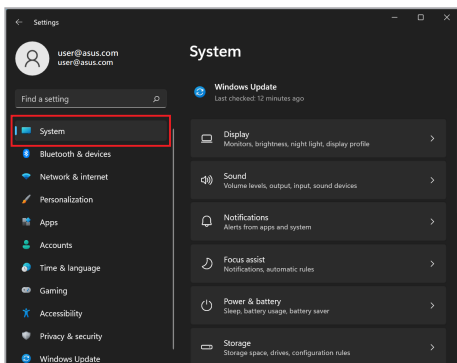 Settings
user@asus.com
user@asus.com
Find a setting
System
Bluetooth & devices
Network & internet
Personalization
Apps
Accounts
Time & language
Gaming
Accessibility
Privacy & security
Windows Update
System
Windows Update
Last checked: 12 minutes ago
Display
Monitors, brightness, night light, display profile
Sound
Volume levels, output, input, sound devices
Notifications
Alerts from apps and system
Focus assist
Notifications, automatic rules
Power & battery
Sleep, battery usage, battery saver
Storage
Storage space, drives, configuration rules